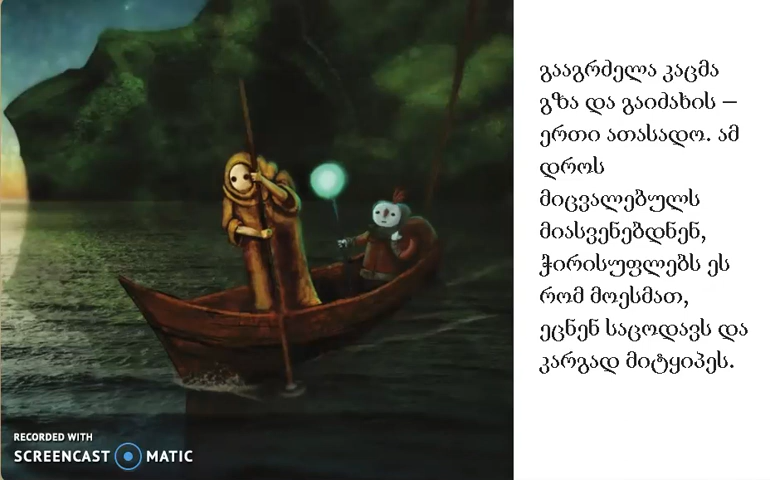 გააგრძელა კაცმა
გზა და გაიძახის –
ერთი ათასადო. ამ
დროს
მიცვალებულს
მიასვენებდნენ,
ჭირისუფლებს ეს
რომ მოესმათ,
ეცნენ საცოდავს და
კარგად მიტყიპეს.
RECORDED WITH
SCREENCAST MATIC